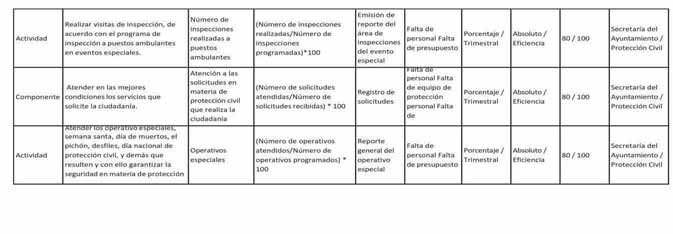 Actividad
Realizar visitas de inspección, de
acuerdo con el programa de
inspección a puestos ambulantes
en eventos especiales.
Número de
inspecciones
realizadas a
puestos
ambulantes
(Número de inspecciones
realizadas/Número de
inspecciones
programadas)*100
Emisión de
reporte del
área de
inspecciones
del evento
especial
Falta de
personal Falta
de presupuesto
Porcentaje /
Trimestral
Absoluto /
Eficiencia
80 / 100
Secretaría del
Ayuntamiento /
Protección Civil
Componente
Atender en las mejores
condiciones los servicios que
solicite la ciudadanía.
Atención a las
solicitudes en
materia de
protección civil
que realiza la
ciudadanía
(Número de solicitudes
atendidas/Número de
solicitudes recibidas) * 100
Registro de
solicitudes
Falta de
personal Falta
de equipo de
protección
personal Falta
de
Porcentaje /
Trimestral
Absoluto /
Eficiencia
80 / 100
Secretaría del
Ayuntamiento /
Protección Civil
Actividad
Atender los operativo especiales,
semana santa, día de muertos, el
pichón, desfiles, día nacional de
protección civil, y demás que
resulten y con ello garantizar la
seguridad en materia de protección
Operativos
especiales
(Número de operativos
atendidos/Número de
operativos programados) *
100
Reporte
general del
operativo
especial
Falta de
personal Falta
de presupuesto
Porcentaje /
Trimestral
Absoluto /
Eficiencia
80 / 100
Secretaría del
Ayuntamiento /
Protección Civil